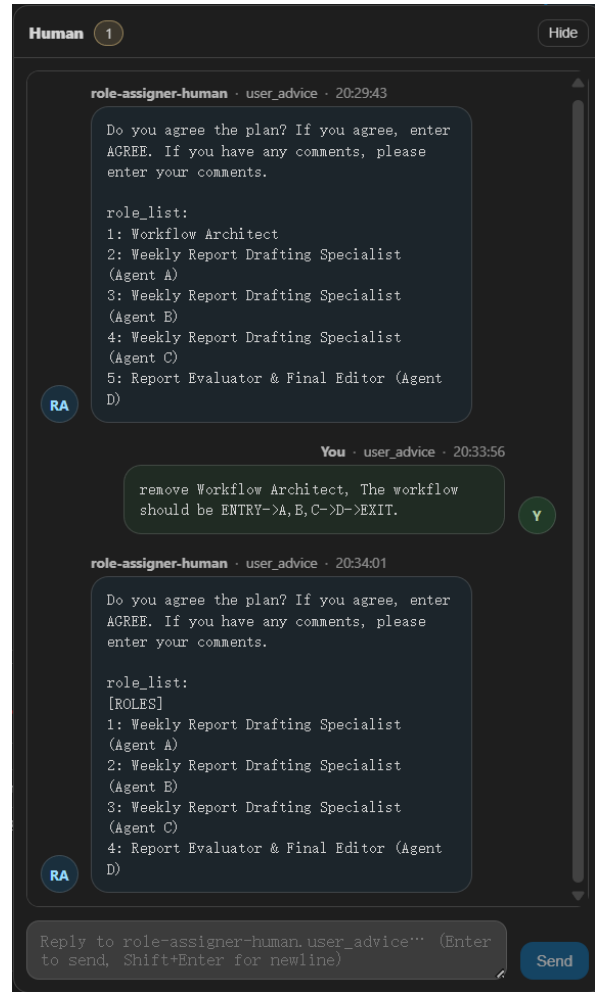 Human 1 Hide
role-assigner-human · user_advice · 20:29:43
Do you agree the plan? If you agree, enter
AGREE. If you have any comments, please
enter your comments.
role_list:
1: Workflow Architect
2: Weekly Report Drafting Specialist
(Agent A)
3: Weekly Report Drafting Specialist
(Agent B)
4: Weekly Report Drafting Specialist
(Agent C)
5: Report Evaluator & Final Editor (Agent
D)
RA
You · user_advice · 20:33:56
remove Workflow Architect, The workflow
should be ENTRY->A,B,C->D->EXIT.
Y
role-assigner-human · user_advice · 20:34:01
Do you agree the plan? If you agree, enter
AGREE. If you have any comments, please
enter your comments.
role_list:
[ROLES]
1: Weekly Report Drafting Specialist
(Agent A)
2: Weekly Report Drafting Specialist
(Agent B)
3: Weekly Report Drafting Specialist
(Agent C)
4: Report Evaluator & Final Editor (Agent
D)
RA
Reply to role-assigner-human.user_advice… (Enter
to send, Shift+Enter for newline)
Send